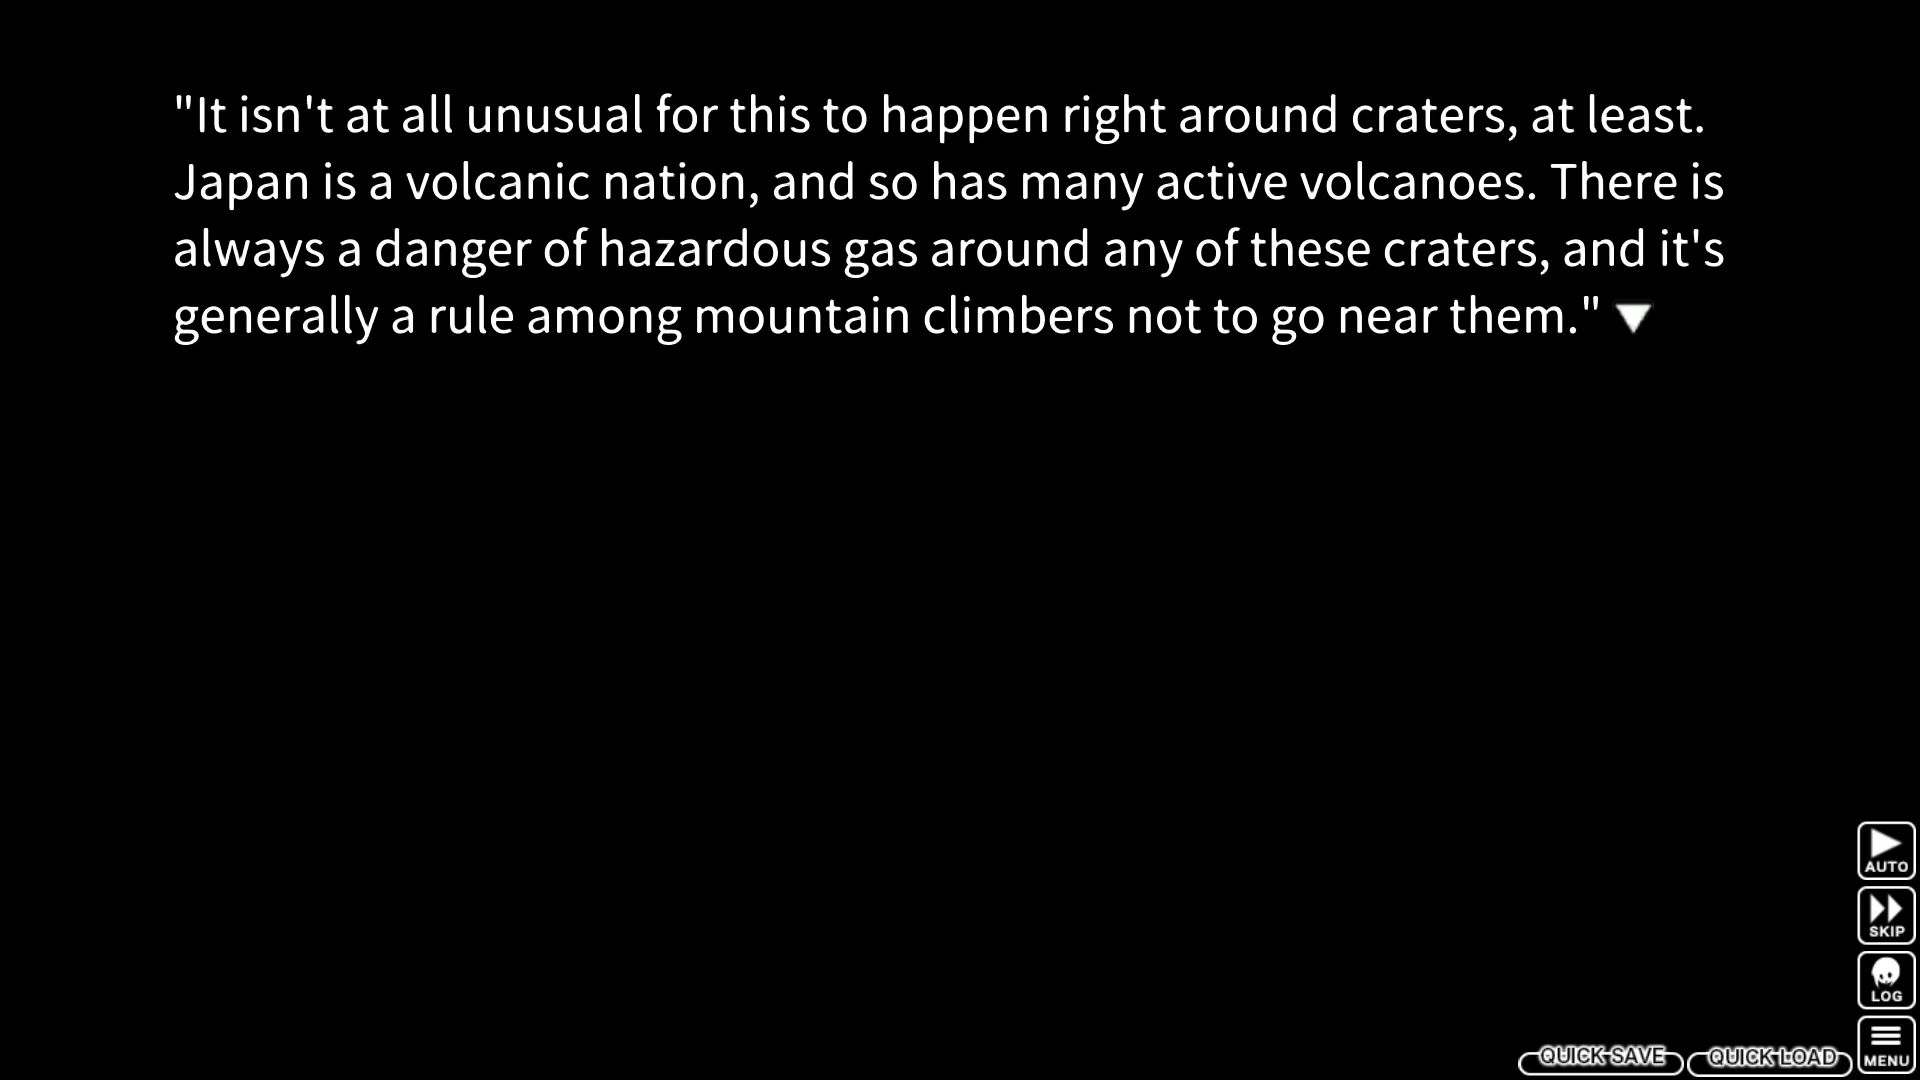 "It isn't at all unusual for this to happen right around craters, at least.
Japan is a volcanic nation, and so has many active volcanoes. There is
always a danger of hazardous gas around any of these craters, and it's
generally a rule among mountain climbers not to go near them."
AUTO
SKIP
LOG
MENU
QUICK SAVE QUICK LOAD